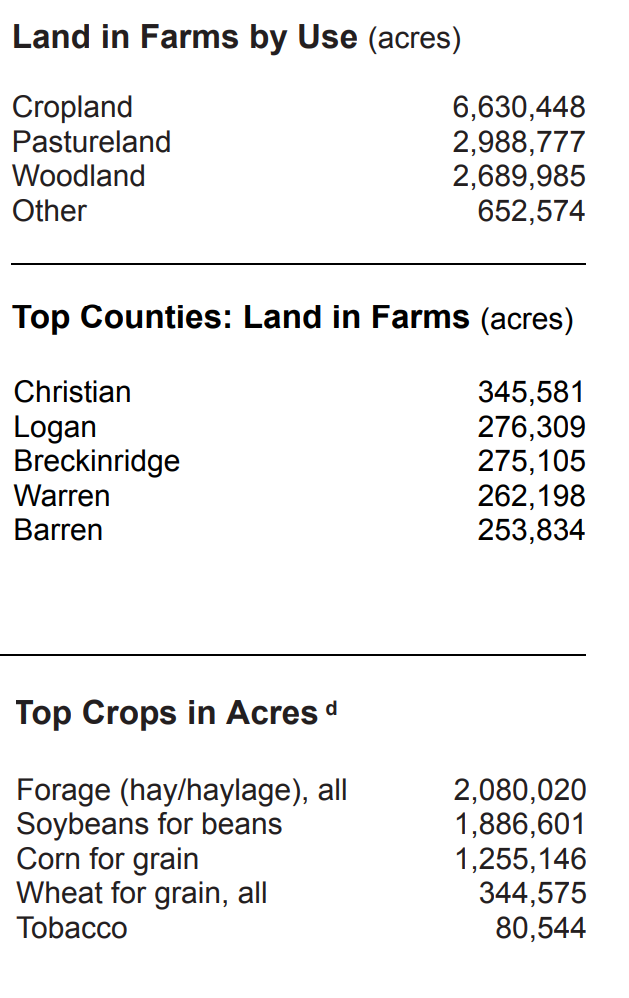 Land in Farms by Use (acres)
Cropland 6,630,448
Pastureland 2,988,777
Woodland 2,689,985
Other 652,574
Top Counties: Land in Farms (acres)
Christian 345,581
Logan 276,309
Breckinridge 275,105
Warren 262,198
Barren 253,834
Top Crops in Acres d
Forage (hay/haylage), all 2,080,020
Soybeans for beans 1,886,601
Corn for grain 1,255,146
Wheat for grain, all 344,575
Tobacco 80,544